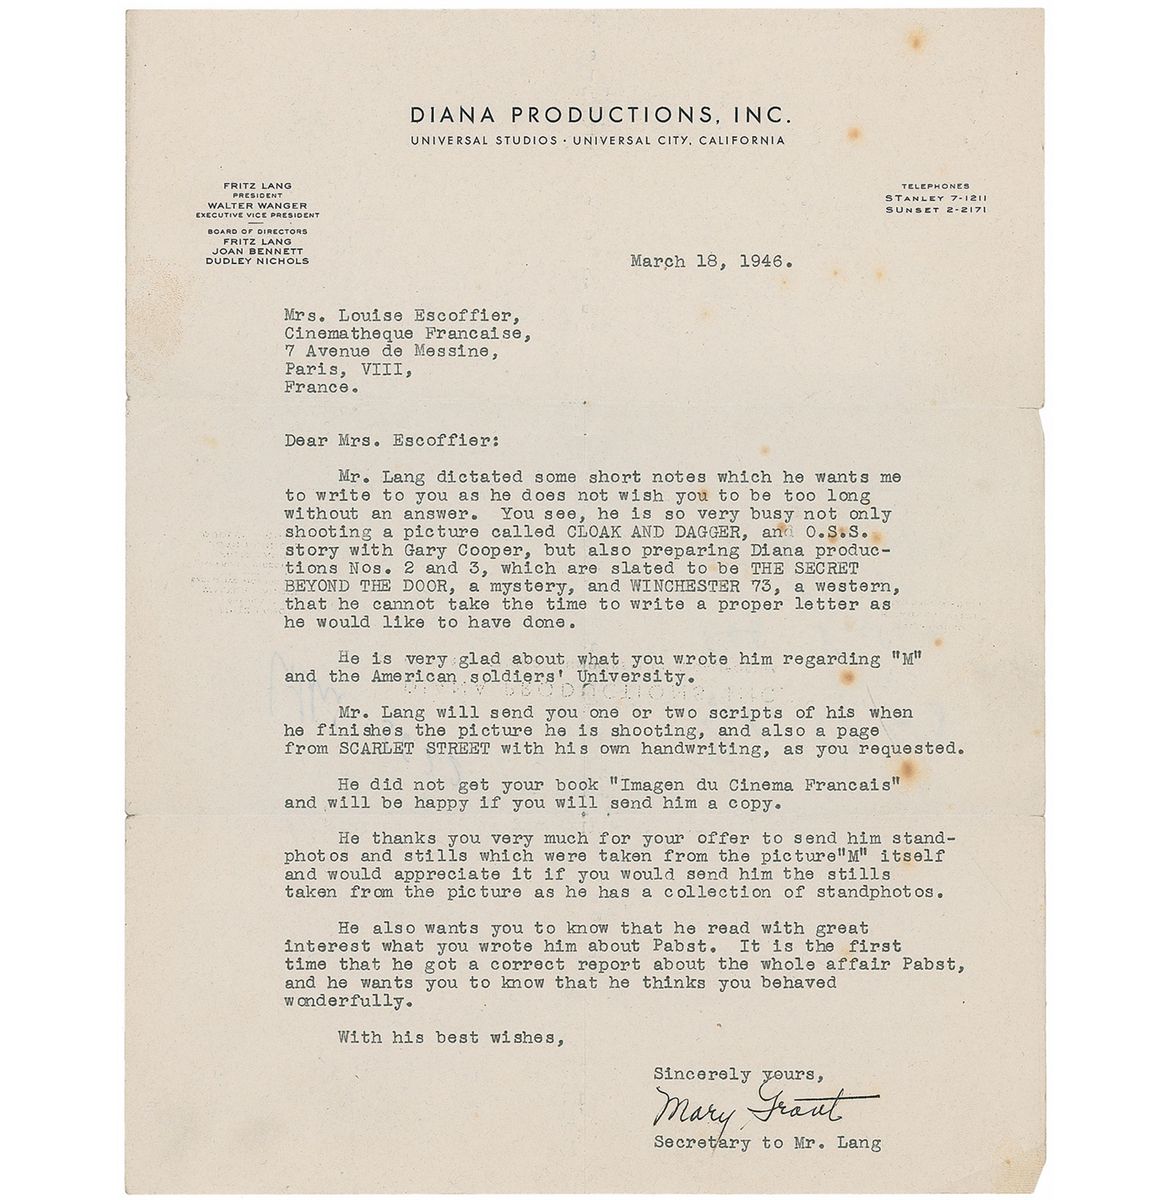 DIANA PRODUCTIONS, INC.
UNIVERSAL STUDIOS · UNIVERSAL CITY, CALIFORNIA
FRITZ LANG
PRESIDENT
WALTER WANGER
EXECUTIVE VICE PRESIDENT
BOARD OF DIRECTORS
FRITZ LANG
JOAN BENNETT
DUDLEY NICHOLS
TELEPHONES
STANLEY 7-1211
SUNSET 2-2171
March 18, 1946.
Mrs. Louise Escoffier,
Cinematheque Francaise,
7 Avenue de Messine,
Paris, VIII,
France.
Dear Mrs. Escoffier:
Mr. Lang dictated some short notes which he wants me
to write to you as he does not wish you to be too long
without an answer. You see, he is so very busy not only
shooting a picture called CLOAK AND DAGGER, and O.S.S.
story with Gary Cooper, but also preparing Diana produc-
tions Nos. 2 and 3, which are slated to be THE SECRET
BEYOND THE DOOR, a mystery, and WINCHESTER 73, a western,
that he cannot take the time to write a proper letter as
he would like to have done.
He is very glad about what you wrote him regarding "M"
and the American soldiers' University.
Mr. Lang will send you one or two scripts of his when
he finishes the picture he is shooting, and also a page
from SCARLET STREET with his own handwriting, as you requested.
He did not get your book "Imagen du Cinema Francais"
and will be happy if you will send him a copy.
He thanks you very much for your offer to send him stand-
photos and stills which were taken from the picture"M" itself
and would appreciate it if you would send him the stills
taken from the picture as he has a collection of standphotos.
He also wants you to know that he read with great
interest what you wrote him about Pabst. It is the first
time that he got a correct report about the whole affair Pabst,
and he wants you to know that he thinks you behaved
wonderfully.
With his best wishes,
Sincerely yours,
Mary Grant
Secretary to Mr. Lang